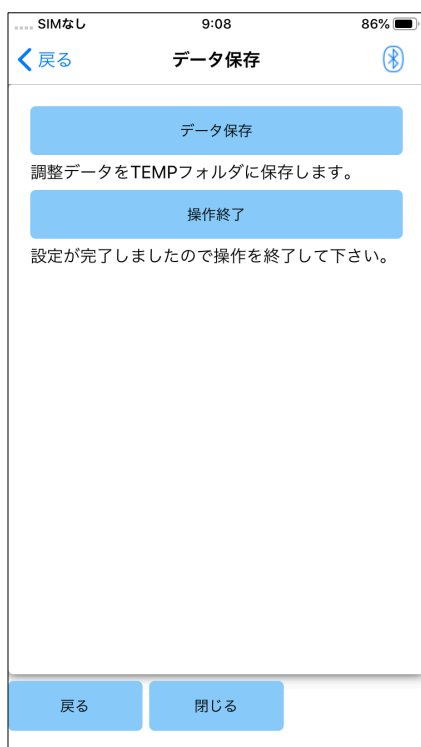 SIMなし 9:08 86%
戻る データ保存
データ保存
調整データをTEMPフォルダに保存します。
操作終了
設定が完了しましたので操作を終了して下さい。
戻る 閉じる